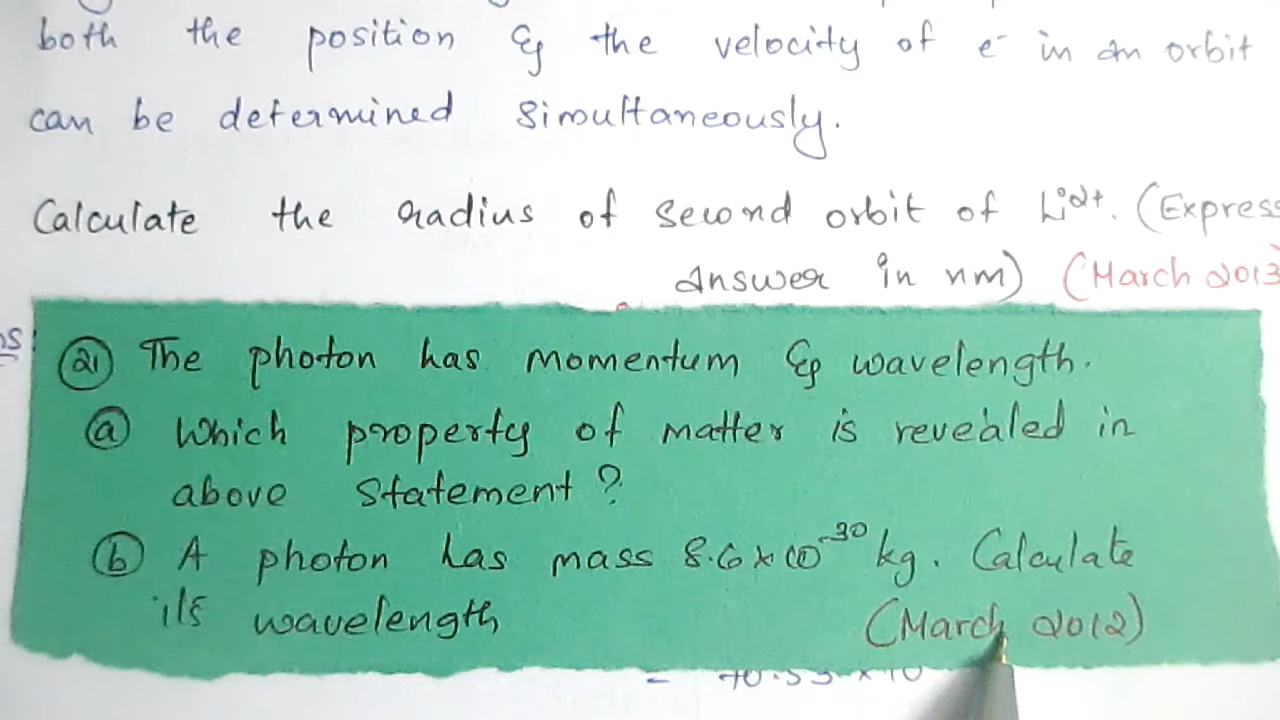 both the position & the velocity of e⁻ in an orbit
can be determined simultaneously.
Calculate the radius of second orbit of Li²⁺. (Express
answer in nm) (March 2013
21 The photon has momentum & wavelength.
a Which property of matter is revealed in
above statement?
b A photon has mass 8.6×10⁻³⁰ kg. Calculate
its wavelength
(March 2012)